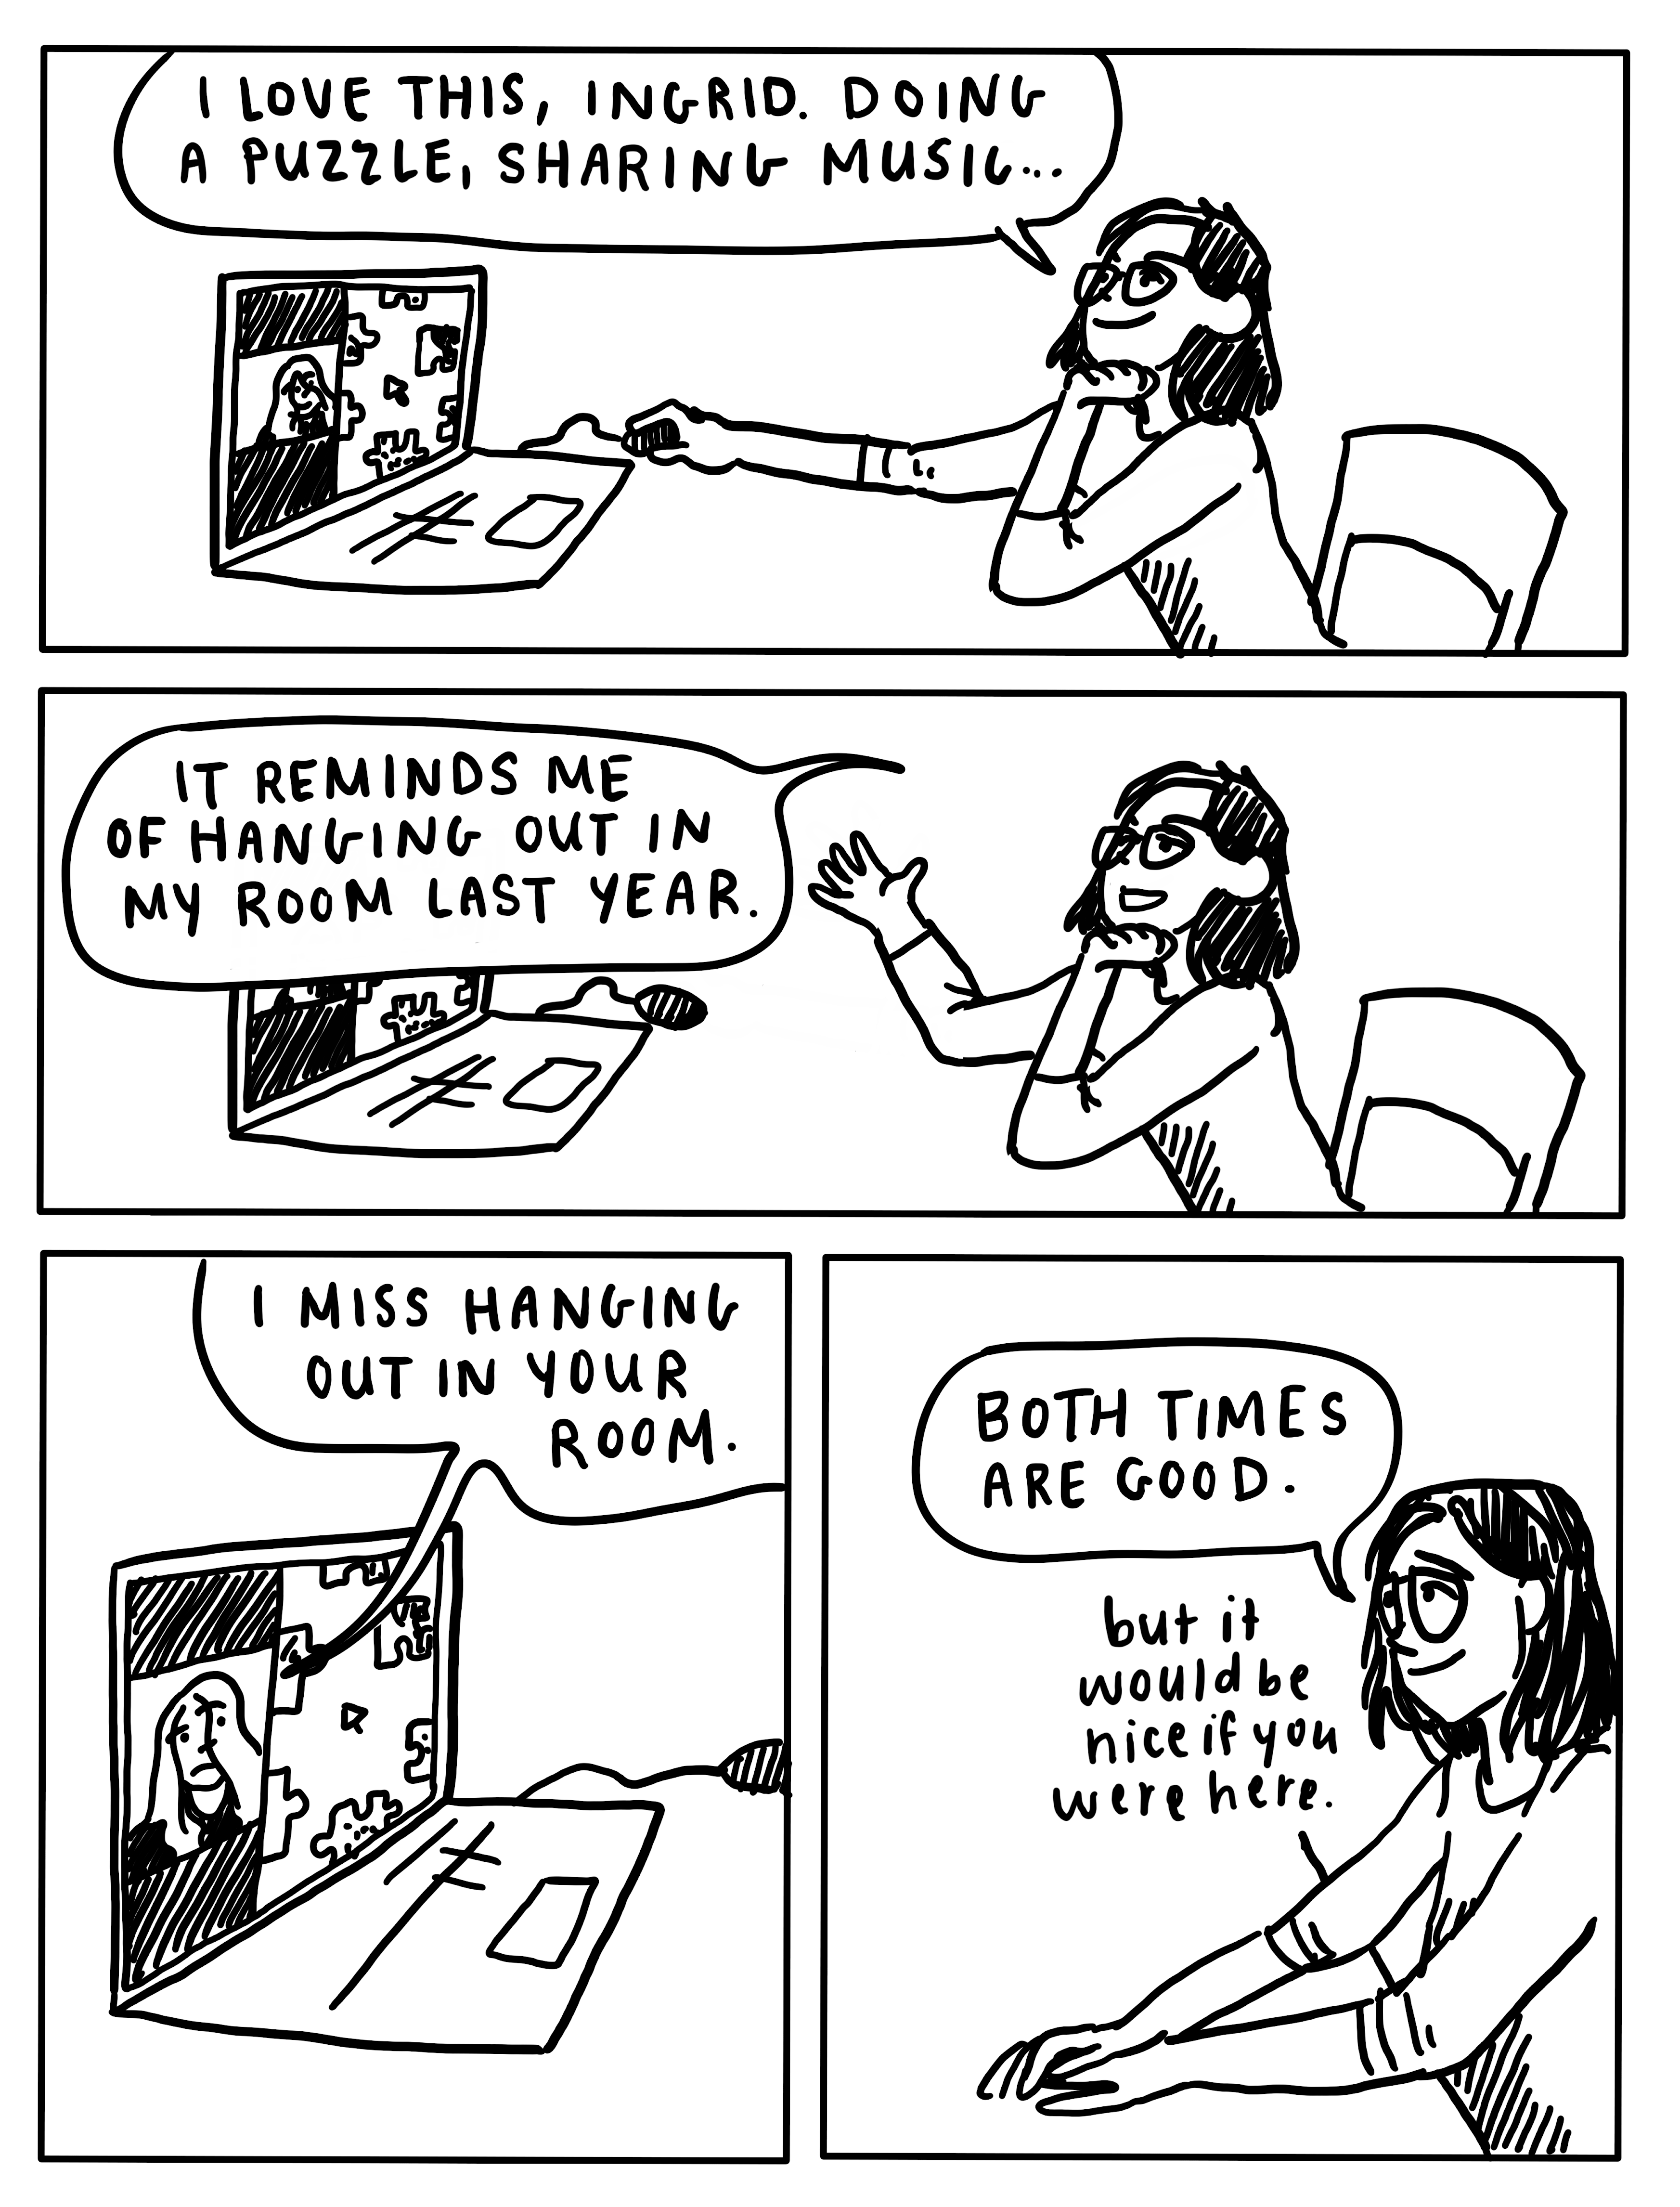 I LOVE THIS, INGRID. DOING
A PUZZLE, SHARING MUSIC...
IT REMINDS ME
OF HANGING OUT IN
MY ROOM LAST YEAR.
I MISS HANGING
OUT IN YOUR
ROOM.
BOTH TIMES
ARE GOOD.
but it
would be
nice if you
were here.